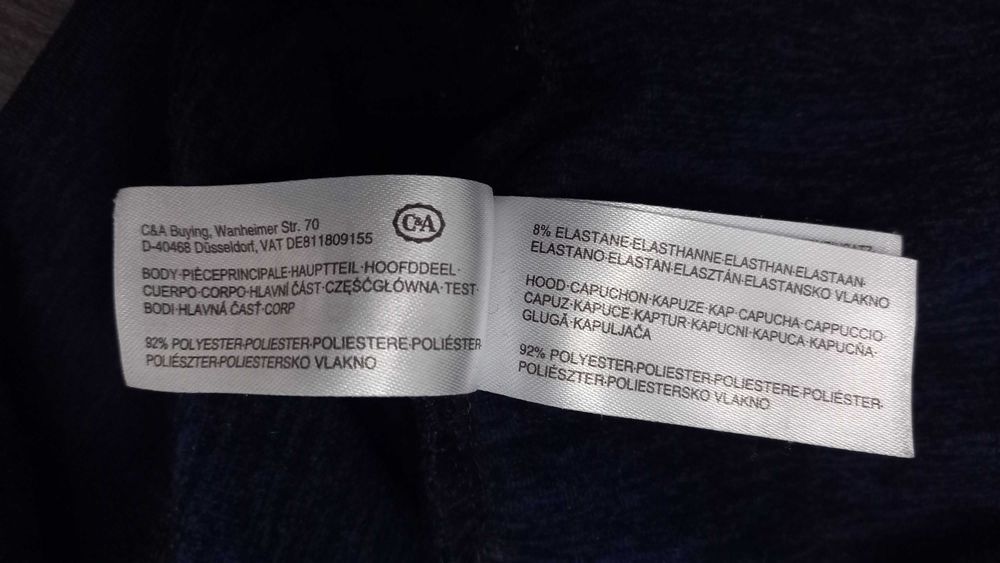 C&A Buying, Wanheimer Str. 70
D-40468 Düsseldorf, VAT DE811809155
C&A
BODY·PIÈCEPRINCIPALE·HAUPTTEIL·HOOFDDEEL·
CUERPO·CORPO·HLAVNÍ ČÁST·CZĘŚĆGŁÓWNA·TEST·
BODI·HLAVNÁ ČASŤ·CORP
92% POLYESTER·POLIESTER·POLIESTERE·POLIÉSTER
POLIÉSZTER·POLIESTERSKO VLAKNO
8% ELASTANE·ELASTHANNE·ELASTHAN·ELASTAAN·
ELASTANO·ELASTAN·ELASZTÁN·ELASTANSKO VLAKNO
HOOD·CAPUCHON·KAPUZE·KAP·CAPUCHA·CAPPUCCIO·
CAPUZ·KAPUCE·KAPTUR·KAPUCNI·KAPUCA·KAPUCŇA·
GLUGĂ·KAPULJAČA
92% POLYESTER·POLIESTER·POLIESTERE·POLIÉSTER·
POLIÉSZTER·POLIESTERSKO VLAKNO